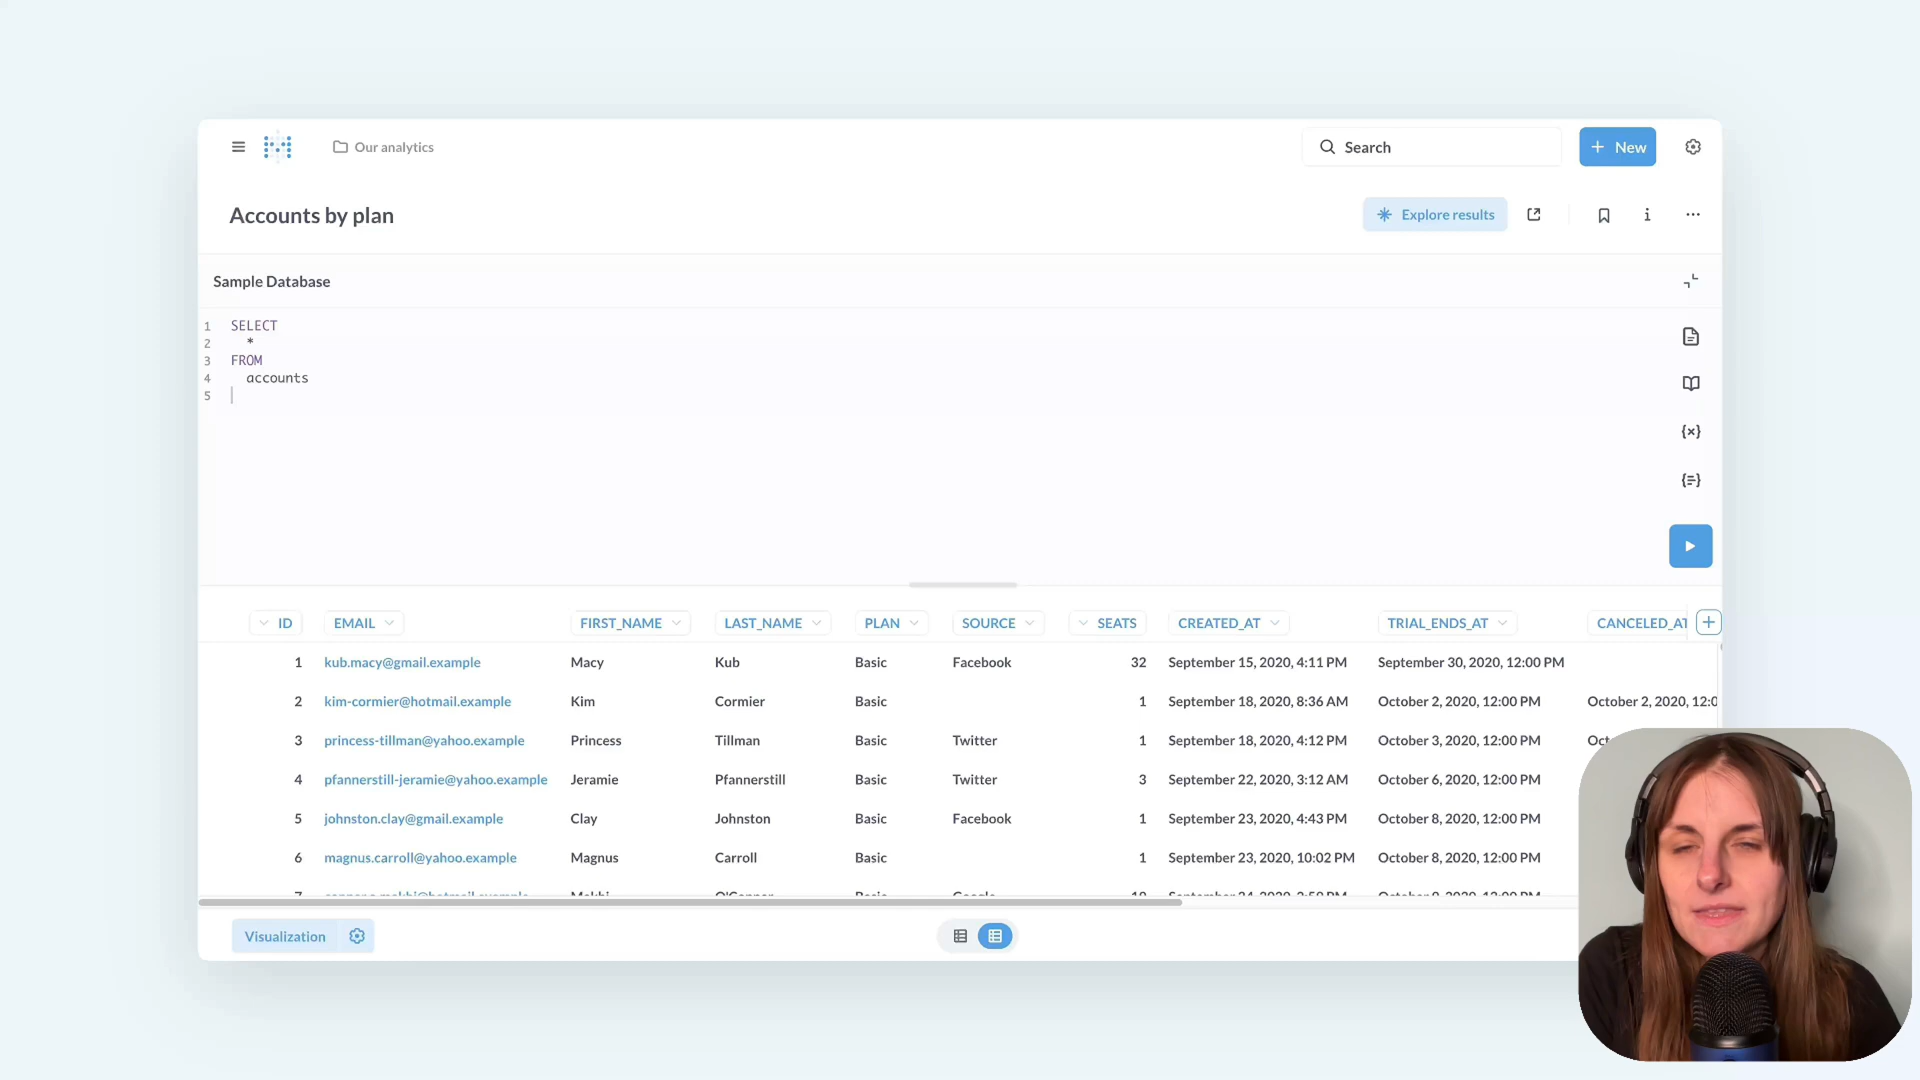 Our analytics
Search
+ New
Accounts by plan
Explore results
Sample Database
1 SELECT
2 *
3 FROM
4 accounts
5
ID EMAIL FIRST_NAME LAST_NAME PLAN SOURCE SEATS CREATED_AT TRIAL_ENDS_AT CANCELED_AT
1 kub.macy@gmail.example Macy Kub Basic Facebook 32 September 15, 2020, 4:11 PM September 30, 2020, 12:00 PM
2 kim-cormier@hotmail.example Kim Cormier Basic 1 September 18, 2020, 8:36 AM October 2, 2020, 12:00 PM October 2, 2020, 12:0
3 princess-tillman@yahoo.example Princess Tillman Basic Twitter 1 September 18, 2020, 4:12 PM October 3, 2020, 12:00 PM Oct
4 pfannerstill-jeramie@yahoo.example Jeramie Pfannerstill Basic Twitter 3 September 22, 2020, 3:12 AM October 6, 2020, 12:00 PM
5 johnston.clay@gmail.example Clay Johnston Basic Facebook 1 September 23, 2020, 4:43 PM October 8, 2020, 12:00 PM
6 magnus.carroll@yahoo.example Magnus Carroll Basic 1 September 23, 2020, 10:02 PM October 8, 2020, 12:00 PM
Visualization